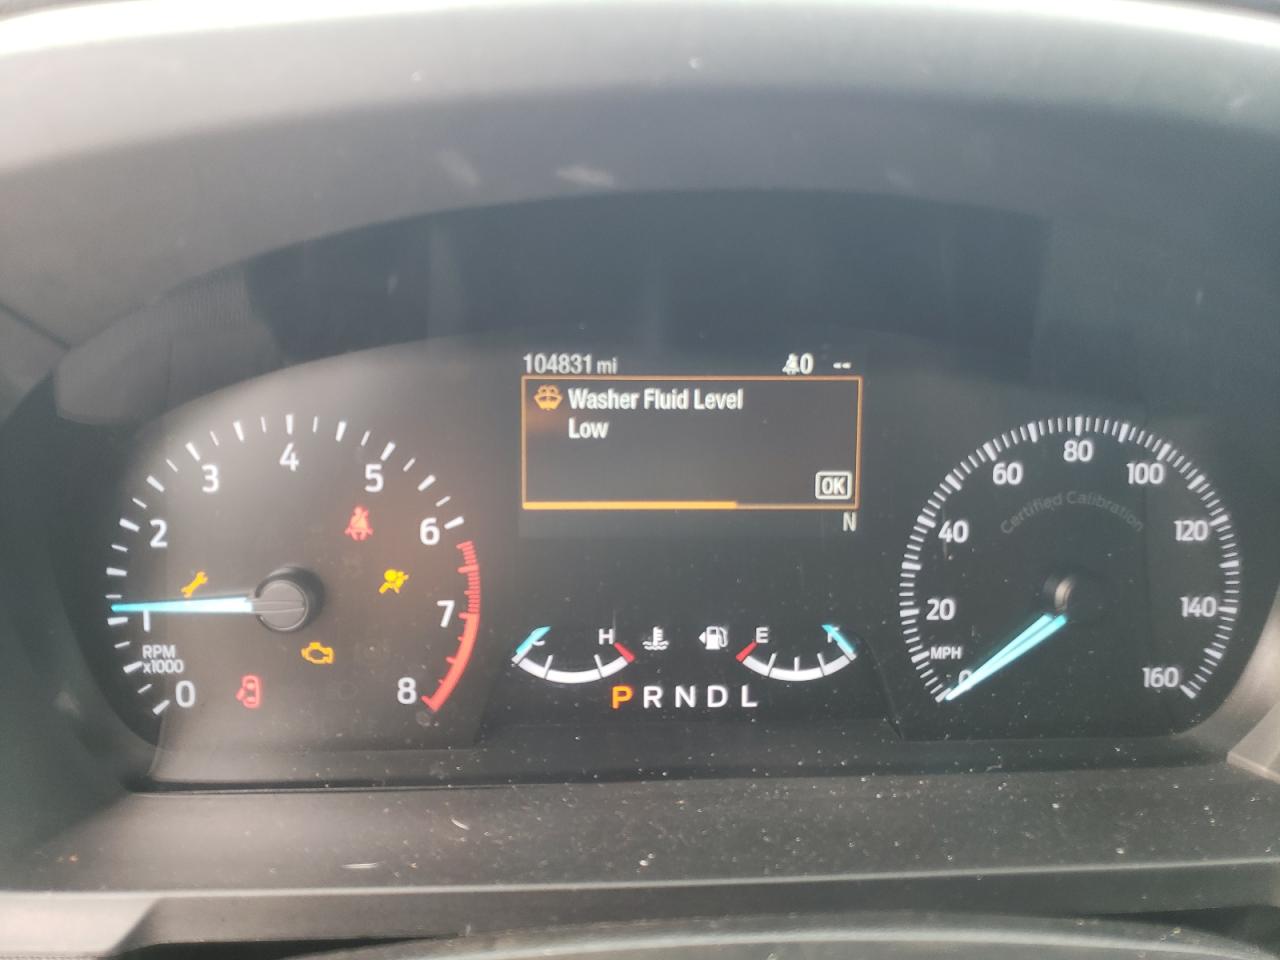 104831 mi
0 --
Washer Fluid Level
Low
OK
N
0
1
2
3
4
5
6
7
8
RPM
x1000
C
H
E
F
P R N D L
0
20
40
60
80
100
120
140
160
MPH
Certified Calibration